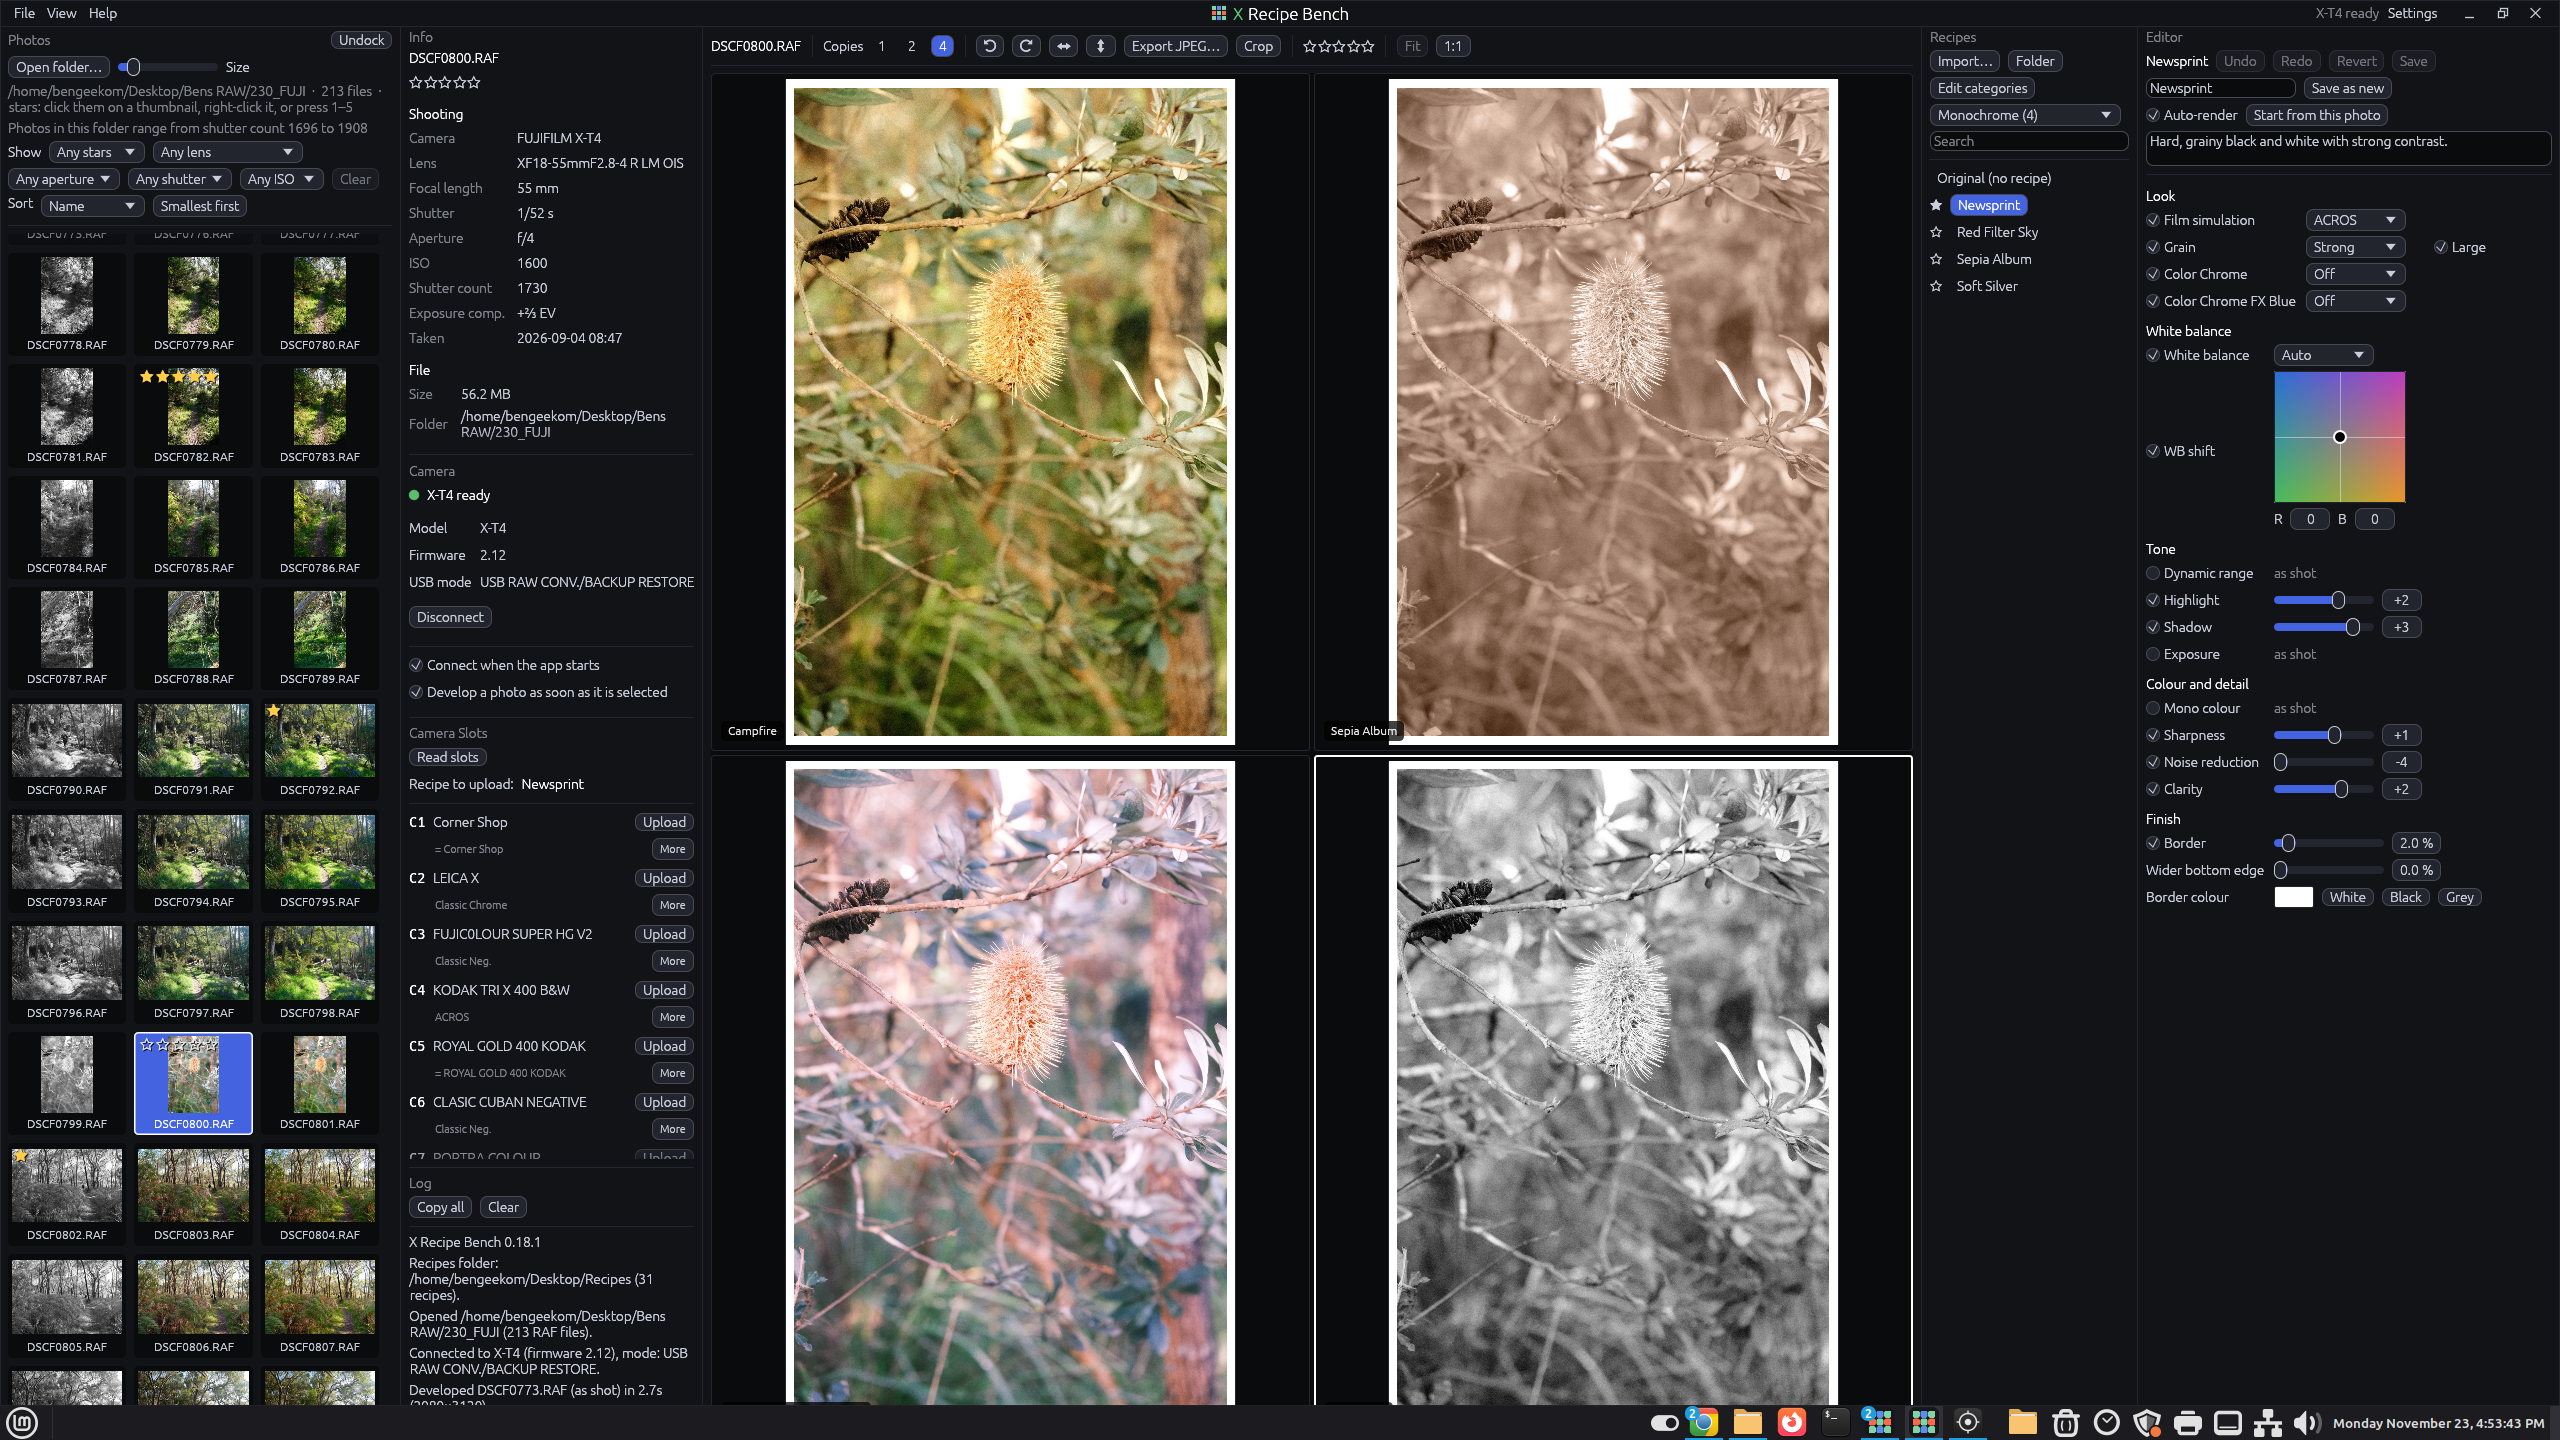 File View Help
X Recipe Bench
X-T4 ready Settings
Photos
Undock
Open folder...
Size
/home/bengeekom/Desktop/Bens RAW/230_FUJI · 213 files ·
stars: click them on a thumbnail, right-click it, or press 1–5
Photos in this folder range from shutter count 1696 to 1908
Show Any stars Any lens
Any aperture Any shutter Any ISO Clear
Sort Name Smallest first
DSCF0775.RAF DSCF0776.RAF DSCF0777.RAF
DSCF0778.RAF DSCF0779.RAF DSCF0780.RAF
DSCF0781.RAF DSCF0782.RAF DSCF0783.RAF
DSCF0784.RAF DSCF0785.RAF DSCF0786.RAF
DSCF0787.RAF DSCF0788.RAF DSCF0789.RAF
DSCF0790.RAF DSCF0791.RAF DSCF0792.RAF
DSCF0793.RAF DSCF0794.RAF DSCF0795.RAF
DSCF0796.RAF DSCF0797.RAF DSCF0798.RAF
DSCF0799.RAF DSCF0800.RAF DSCF0801.RAF
DSCF0802.RAF DSCF0803.RAF DSCF0804.RAF
DSCF0805.RAF DSCF0806.RAF DSCF0807.RAF
Info
DSCF0800.RAF
Shooting
Camera FUJIFILM X-T4
Lens XF18-55mmF2.8-4 R LM OIS
Focal length 55 mm
Shutter 1/52 s
Aperture f/4
ISO 1600
Shutter count 1730
Exposure comp. +⅔ EV
Taken 2026-09-04 08:47
File
Size 56.2 MB
Folder /home/bengeekom/Desktop/Bens
RAW/230_FUJI
Camera
X-T4 ready
Model X-T4
Firmware 2.12
USB mode USB RAW CONV./BACKUP RESTORE
Disconnect
Connect when the app starts
Develop a photo as soon as it is selected
Camera Slots
Read slots
Recipe to upload: Newsprint
C1 Corner Shop Upload
= Corner Shop More
C2 LEICA X Upload
Classic Chrome More
C3 FUJIC0LOUR SUPER HG V2 Upload
Classic Neg. More
C4 KODAK TRI X 400 B&W Upload
ACROS More
C5 ROYAL GOLD 400 KODAK Upload
= ROYAL GOLD 400 KODAK More
C6 CLASIC CUBAN NEGATIVE Upload
Classic Neg. More
C7 PORTRA COLOUR Upload
Log
Copy all Clear
X Recipe Bench 0.18.1
Recipes folder:
/home/bengeekom/Desktop/Recipes (31
recipes).
Opened /home/bengeekom/Desktop/Bens
RAW/230_FUJI (213 RAF files).
Connected to X-T4 (firmware 2.12), mode: USB
RAW CONV./BACKUP RESTORE.
Developed DSCF0773.RAF (as shot) in 2.7s
DSCF0800.RAF Copies 1 2 4 Export JPEG... Crop Fit 1:1
Campfire
Sepia Album
Recipes
Import... Folder
Edit categories
Monochrome (4)
Search
Original (no recipe)
Newsprint
Red Filter Sky
Sepia Album
Soft Silver
Editor
Newsprint Undo Redo Revert Save
Newsprint Save as new
Auto-render Start from this photo
Hard, grainy black and white with strong contrast.
Look
Film simulation ACROS
Grain Strong Large
Color Chrome Off
Color Chrome FX Blue Off
White balance
White balance Auto
WB shift
R 0 B 0
Tone
Dynamic range as shot
Highlight +2
Shadow +3
Exposure as shot
Colour and detail
Mono colour as shot
Sharpness +1
Noise reduction -4
Clarity +2
Finish
Border 2.0 %
Wider bottom edge 0.0 %
Border colour White Black Grey
2
2
Monday November 23, 4:53:43 PM